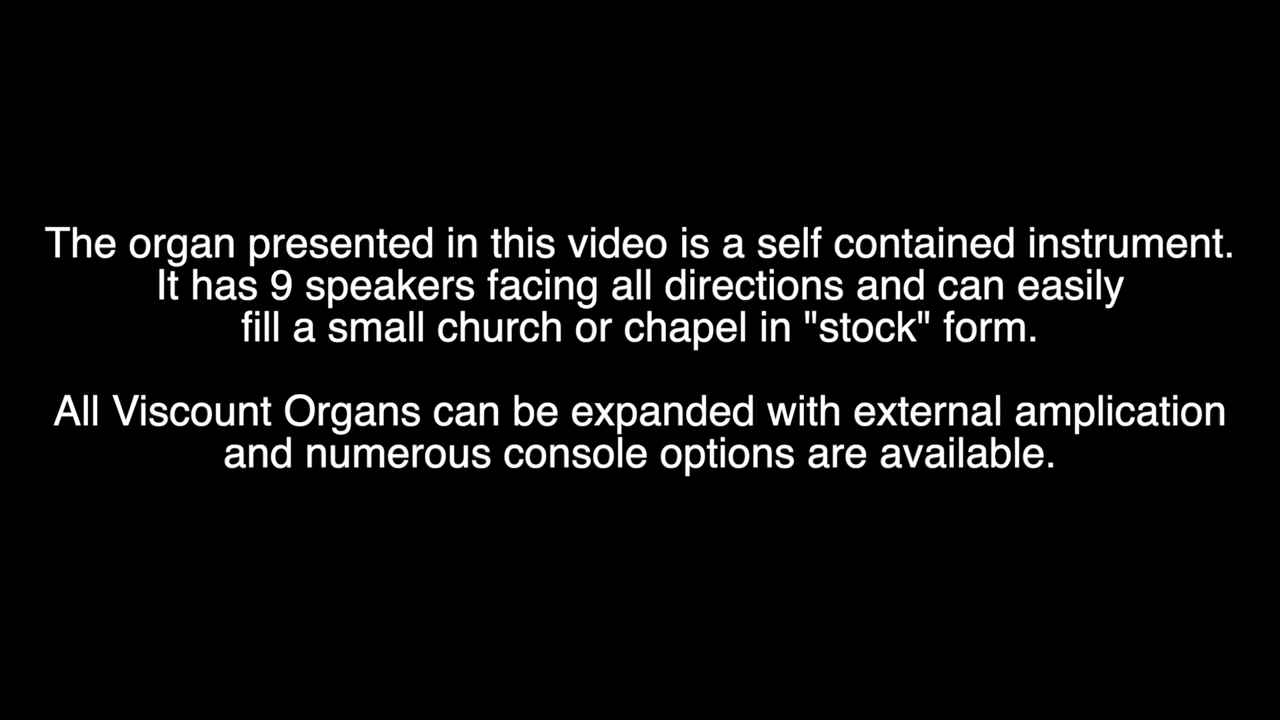 The organ presented in this video is a self contained instrument.
It has 9 speakers facing all directions and can easily
fill a small church or chapel in "stock" form.
All Viscount Organs can be expanded with external amplication
and numerous console options are available.